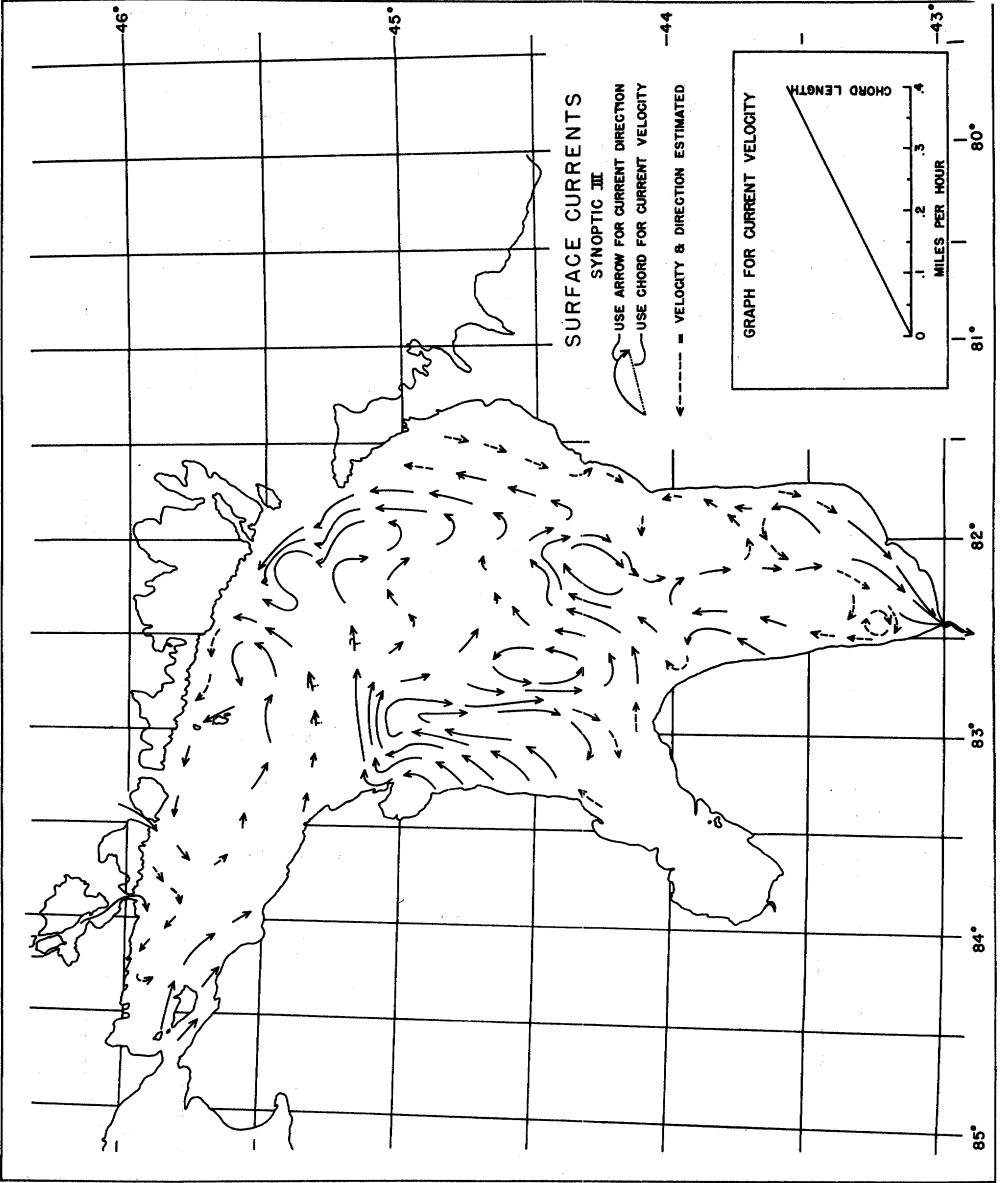 46°
45°
44°
43°
SURFACE CURRENTS
SYNOPTIC III
USE ARROW FOR CURRENT DIRECTION
USE CHORD FOR CURRENT VELOCITY
= VELOCITY & DIRECTION ESTIMATED
GRAPH FOR CURRENT VELOCITY
CHORD LENGTH
0 .1 .2 .3 .4
MILES PER HOUR
85° 84° 83° 82° 81° 80°